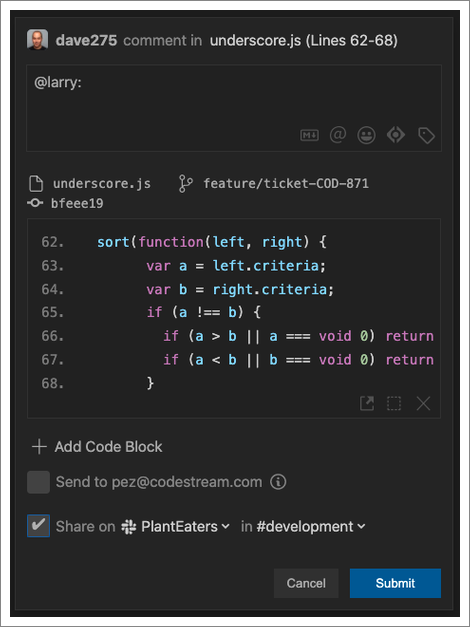 dave275 comment in underscore.js (Lines 62-68)
@larry:
underscore.js feature/ticket-COD-871
bfeee19
62. sort(function(left, right) {
63. var a = left.criteria;
64. var b = right.criteria;
65. if (a !== b) {
66. if (a > b || a === void 0) return
67. if (a < b || b === void 0) return
68. }
Add Code Block
Send to pez@codestream.com
Share on PlantEaters in #development
Cancel Submit